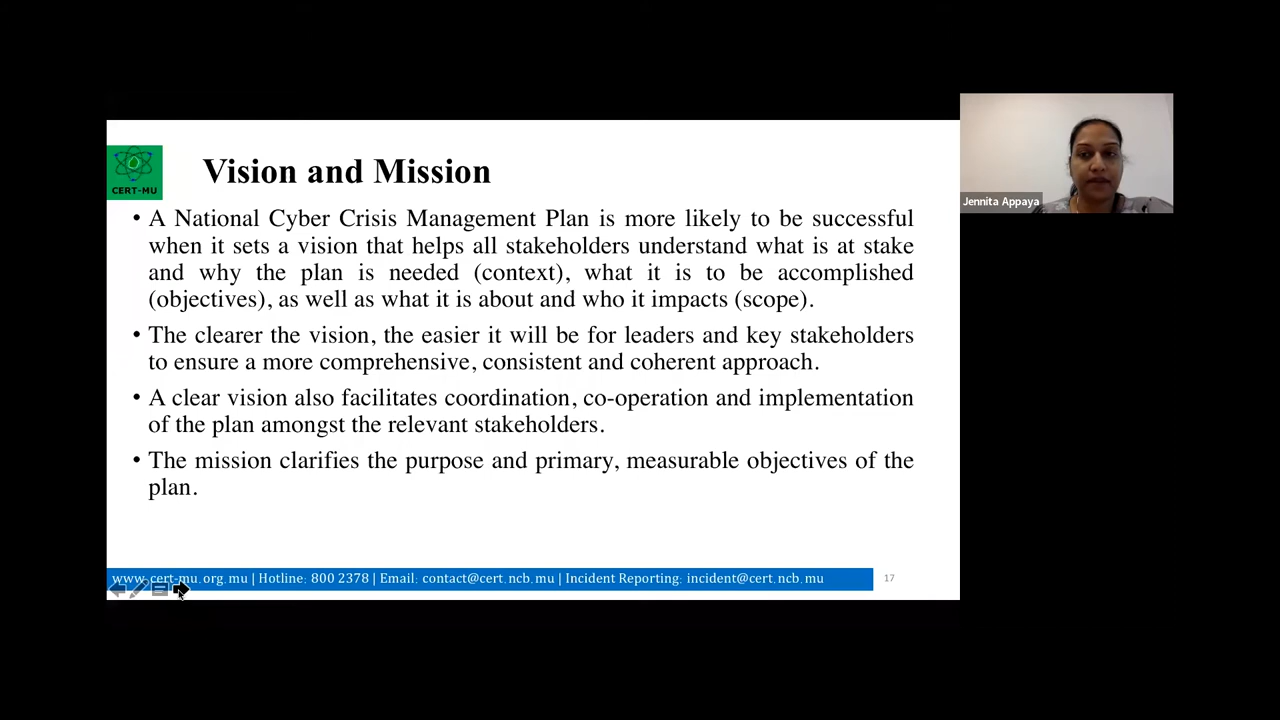 CERT-MU
Vision and Mission
• A National Cyber Crisis Management Plan is more likely to be successful
when it sets a vision that helps all stakeholders understand what is at stake
and why the plan is needed (context), what it is to be accomplished
(objectives), as well as what it is about and who it impacts (scope).
• The clearer the vision, the easier it will be for leaders and key stakeholders
to ensure a more comprehensive, consistent and coherent approach.
• A clear vision also facilitates coordination, co-operation and implementation
of the plan amongst the relevant stakeholders.
• The mission clarifies the purpose and primary, measurable objectives of the
plan.
www.cert-mu.org.mu | Hotline: 800 2378 | Email: contact@cert.ncb.mu | Incident Reporting: incident@cert.ncb.mu
17
Jennita Appaya